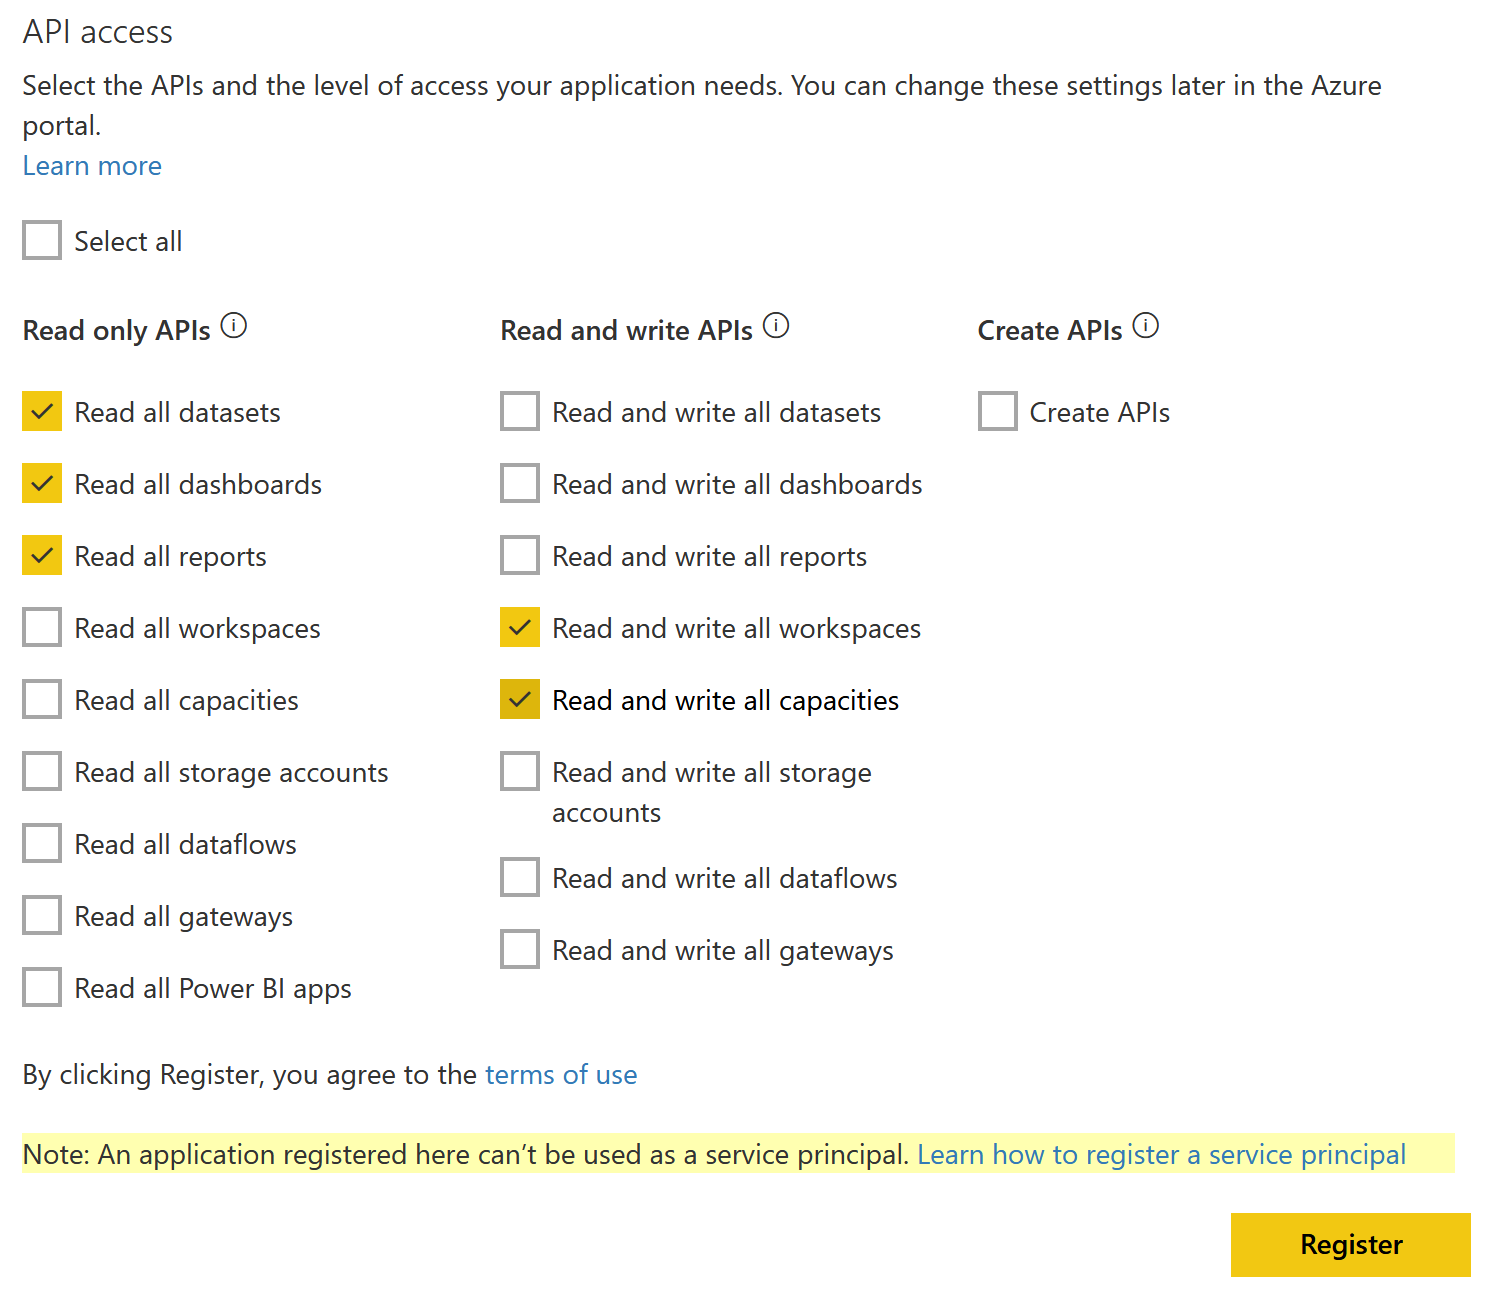 API access
Select the APIs and the level of access your application needs. You can change these settings later in the Azure
portal.
Learn more
Select all
Read only APIs
Read all datasets
Read all dashboards
Read all reports
Read all workspaces
Read all capacities
Read all storage accounts
Read all dataflows
Read all gateways
Read all Power BI apps
Read and write APIs
Read and write all datasets
Read and write all dashboards
Read and write all reports
Read and write all workspaces
Read and write all capacities
Read and write all storage
accounts
Read and write all dataflows
Read and write all gateways
Create APIs
Create APIs
By clicking Register, you agree to the terms of use
Note: An application registered here can’t be used as a service principal. Learn how to register a service principal
Register